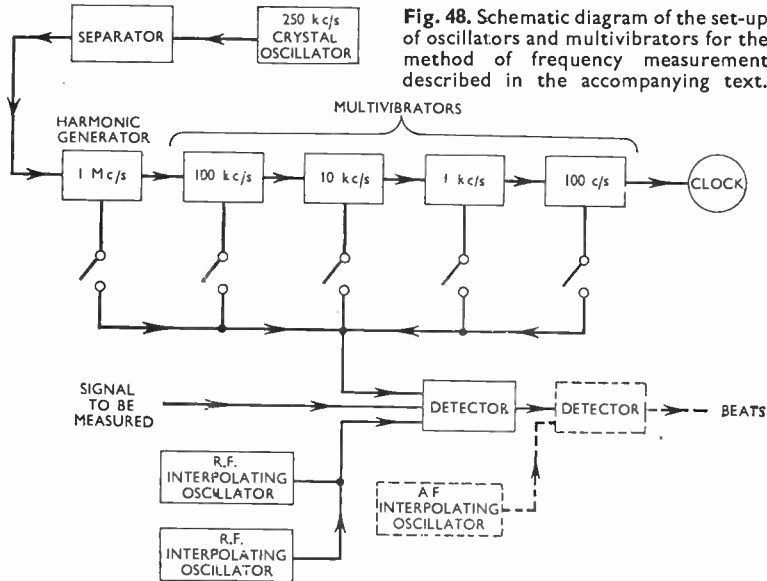 Fig. 48. Schematic diagram of the set-up
of oscillators and multivibrators for the
method of frequency measurement
described in the accompanying text.
SEPARATOR
250 kc/s
CRYSTAL
OSCILLATOR
MULTIVIBRATORS
HARMONIC
GENERATOR
1 Mc/s
100 kc/s
10 kc/s
1 kc/s
100 c/s
CLOCK
SIGNAL
TO BE
MEASURED
DETECTOR
DETECTOR
BEATS
R.F.
INTERPOLATING
OSCILLATOR
A F
INTERPOLATING
OSCILLATOR
R.F.
INTERPOLATING
OSCILLATOR